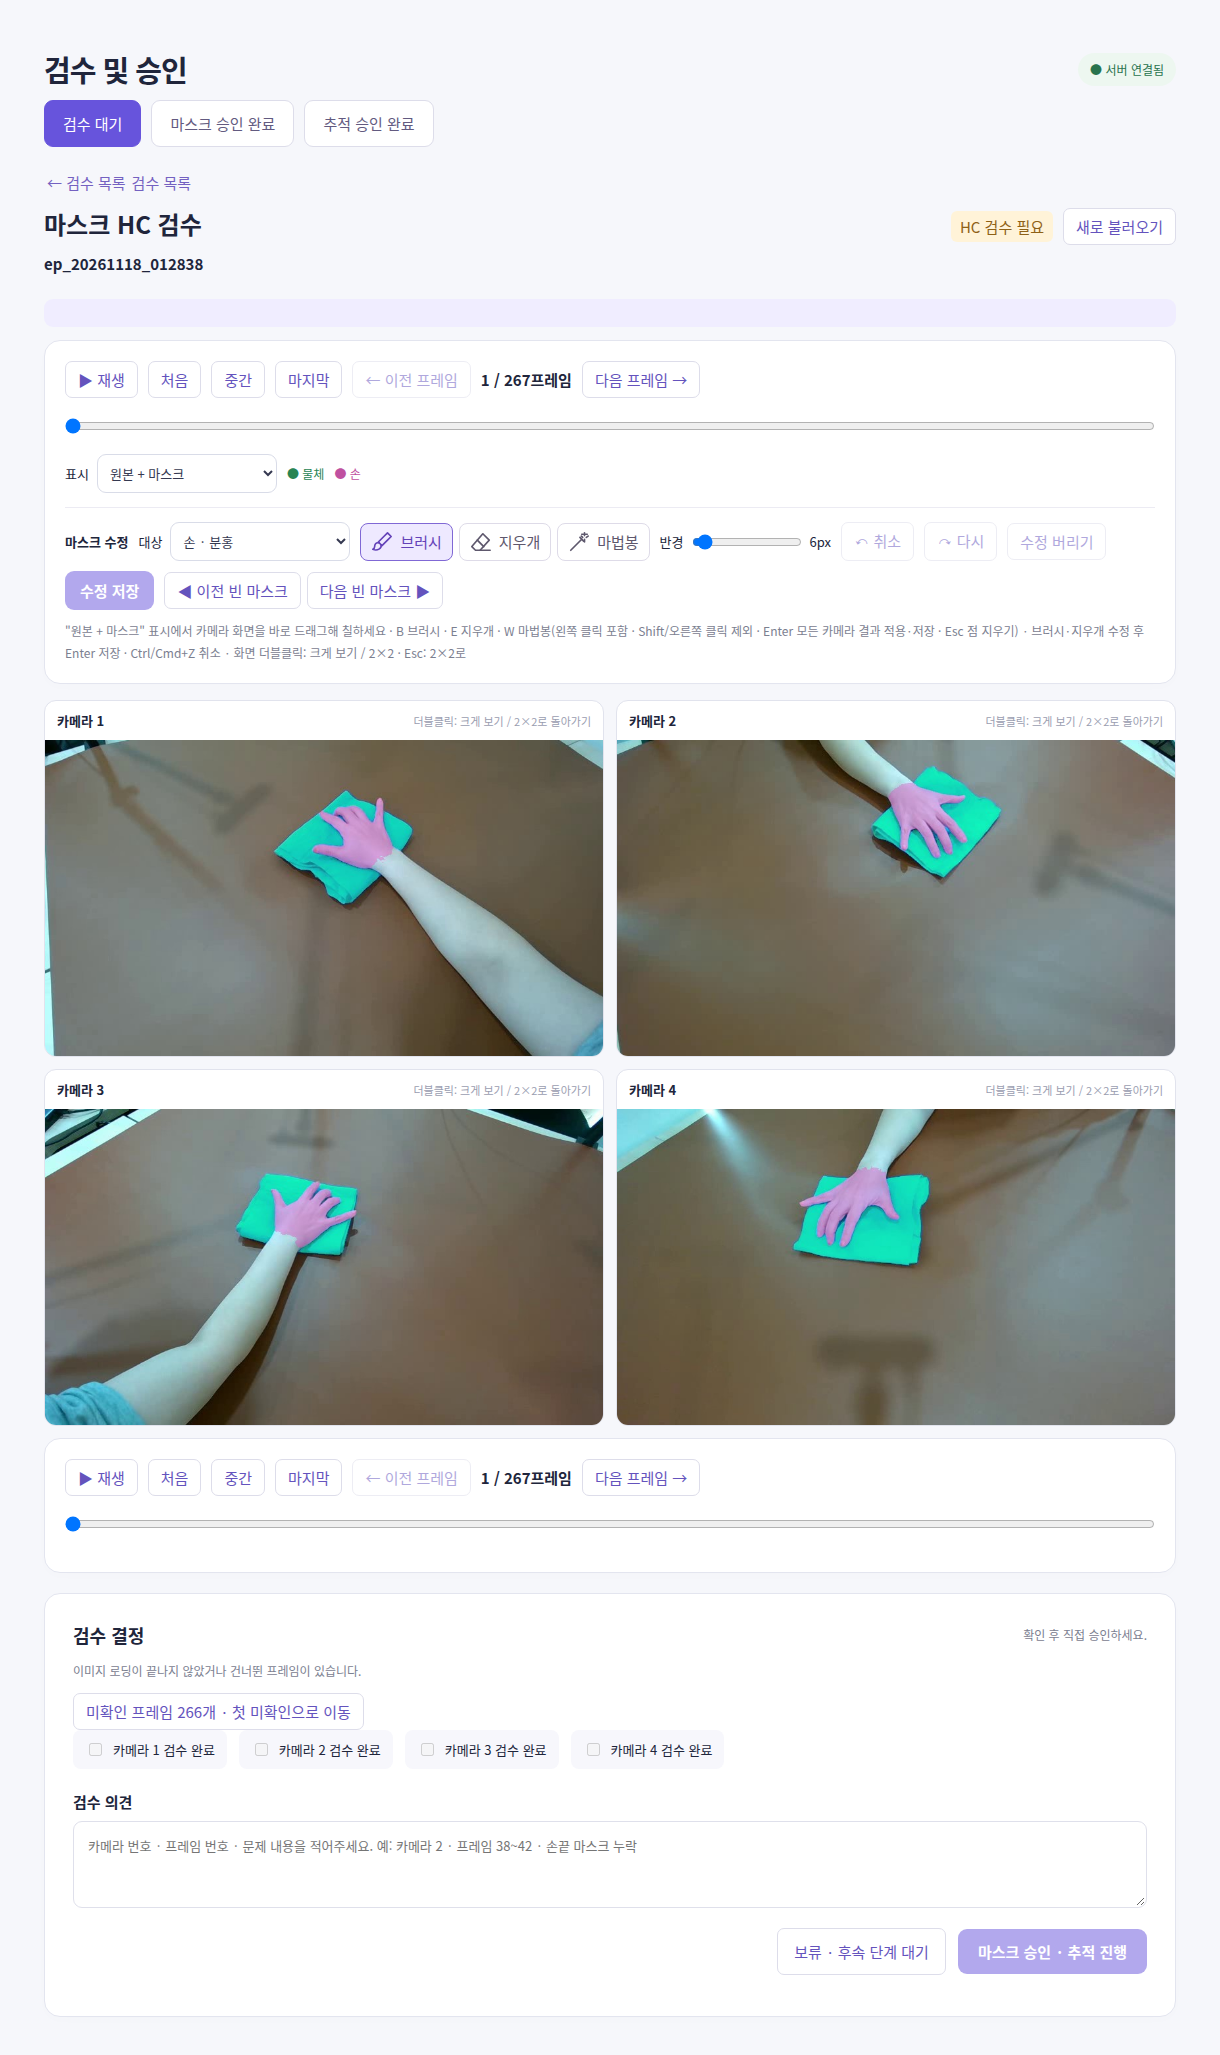 검수 및 승인
● 서버 연결됨
검수 대기
마스크 승인 완료
추적 승인 완료
← 검수 목록 검수 목록
마스크 HC 검수
HC 검수 필요
새로 불러오기
ep_20261118_012838
▶ 재생
처음
중간
마지막
← 이전 프레임
1 / 267프레임
다음 프레임 →
표시
원본 + 마스크
● 물체
● 손
마스크 수정
대상
손 · 분홍
브러시
지우개
마법봉
반경
6px
↶ 취소
↷ 다시
수정 버리기
수정 저장
◀ 이전 빈 마스크
다음 빈 마스크 ▶
"원본 + 마스크" 표시에서 카메라 화면을 바로 드래그해 칠하세요 · B 브러시 · E 지우개 · W 마법봉(왼쪽 클릭 포함 · Shift/오른쪽 클릭 제외 · Enter 모든 카메라 결과 적용·저장 · Esc 점 지우기) · 브러시·지우개 수정 후
Enter 저장 · Ctrl/Cmd+Z 취소 · 화면 더블클릭: 크게 보기 / 2×2 · Esc: 2×2로
카메라 1
더블클릭: 크게 보기 / 2×2로 돌아가기
카메라 2
더블클릭: 크게 보기 / 2×2로 돌아가기
카메라 3
더블클릭: 크게 보기 / 2×2로 돌아가기
카메라 4
더블클릭: 크게 보기 / 2×2로 돌아가기
▶ 재생
처음
중간
마지막
← 이전 프레임
1 / 267프레임
다음 프레임 →
검수 결정
확인 후 직접 승인하세요.
이미지 로딩이 끝나지 않았거나 건너뛴 프레임이 있습니다.
미확인 프레임 266개 · 첫 미확인으로 이동
카메라 1 검수 완료
카메라 2 검수 완료
카메라 3 검수 완료
카메라 4 검수 완료
검수 의견
카메라 번호 · 프레임 번호 · 문제 내용을 적어주세요. 예: 카메라 2 · 프레임 38~42 · 손끝 마스크 누락
보류 · 후속 단계 대기
마스크 승인 · 추적 진행